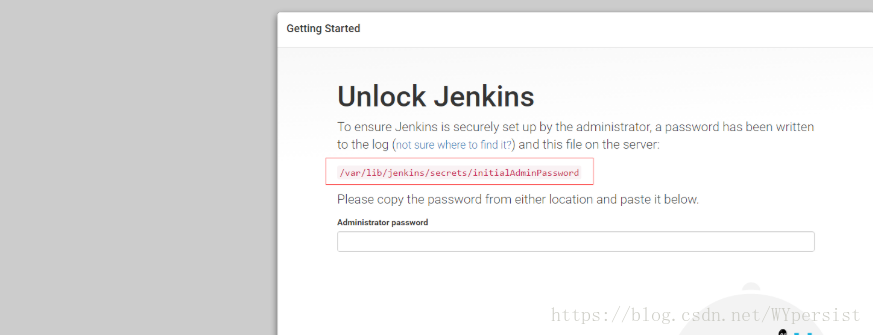 Getting Started
Unlock Jenkins
To ensure Jenkins is securely set up by the administrator, a password has been written
to the log (not sure where to find it?) and this file on the server:
/var/lib/jenkins/secrets/initialAdminPassword
Please copy the password from either location and paste it below.
Administrator password
https://blog.csdn.net/WYpersist